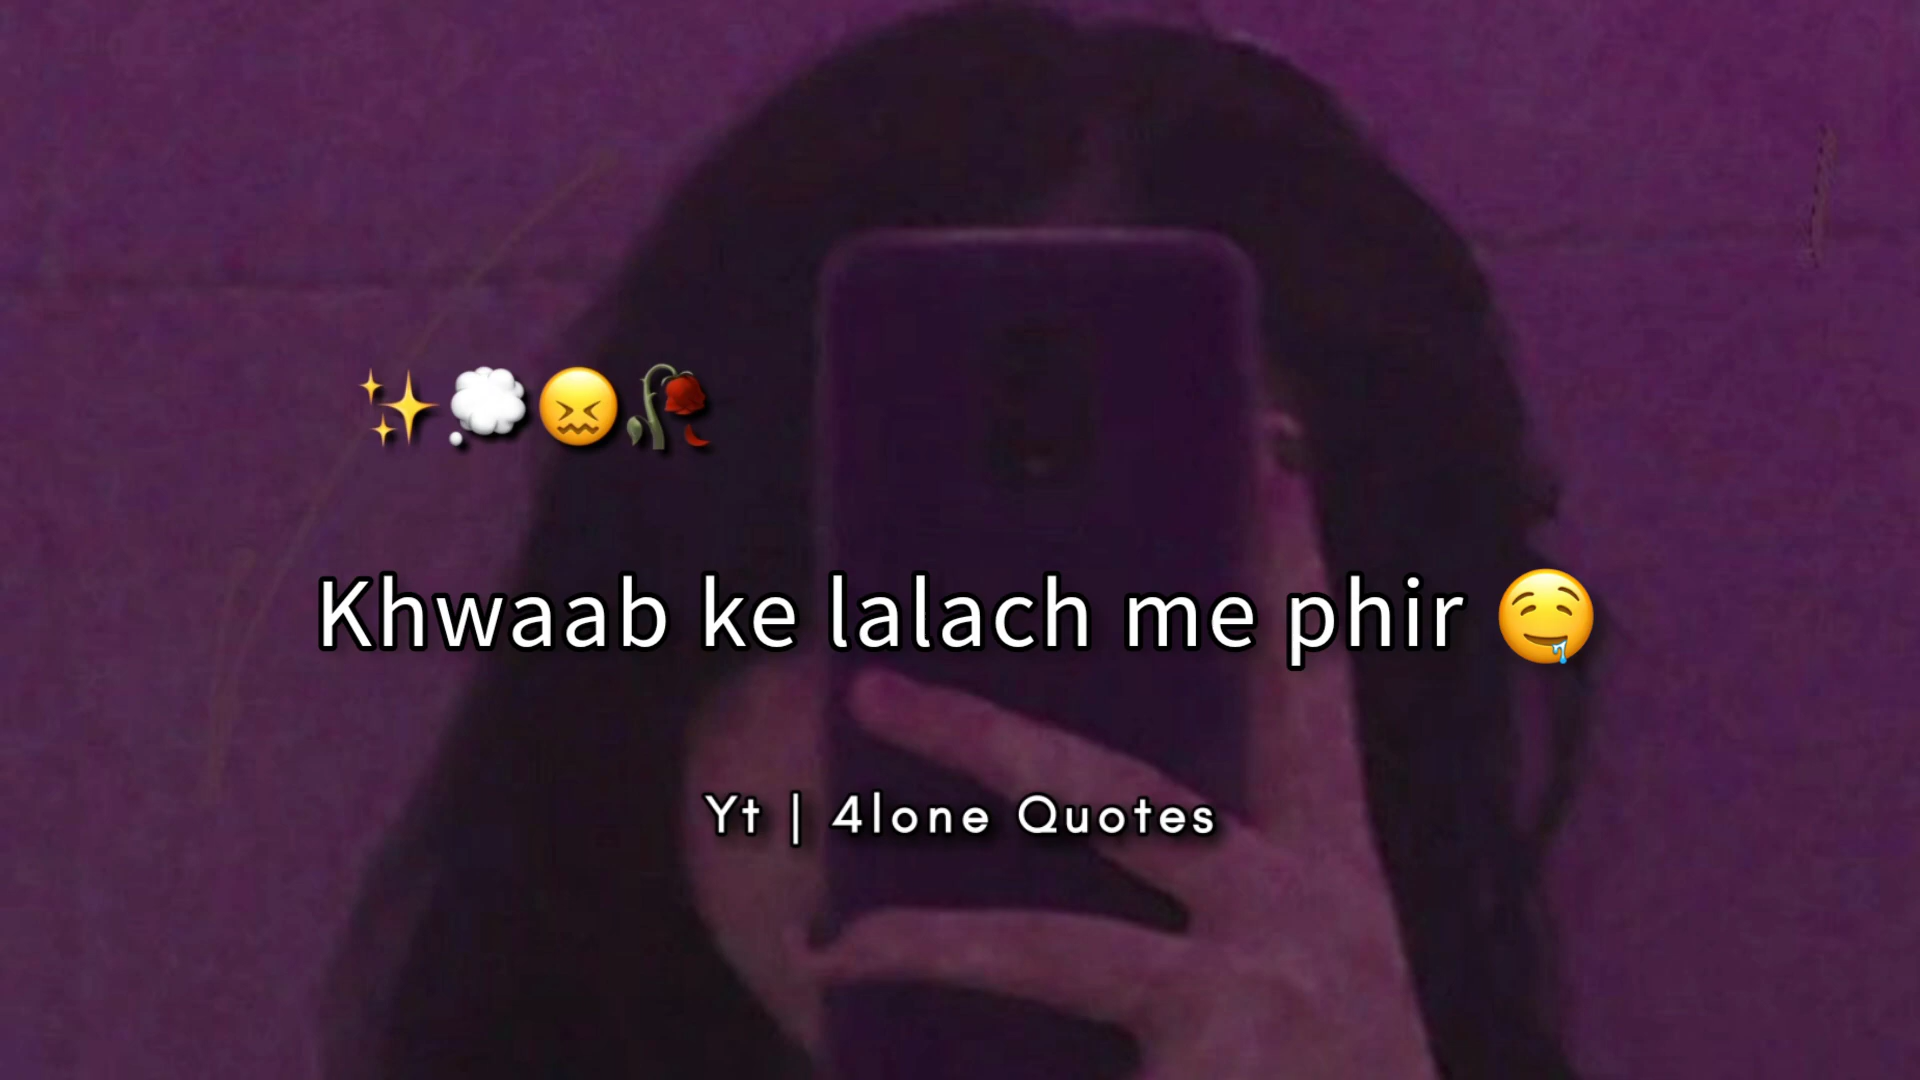 ✨💭😖🥀
Khwaab ke lalach me phir 🤤
Yt | 4lone Quotes